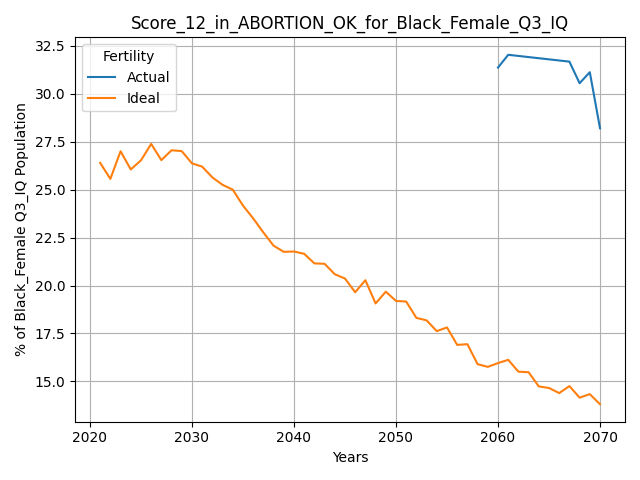 Score_12_in_ABORTION_OK_for_Black_Female_Q3_IQ
Fertility
Actual
Ideal
% of Black_Female Q3_IQ Population
32.5
30.0
27.5
25.0
22.5
20.0
17.5
15.0
2020
2030
2040
2050
2060
2070
Years